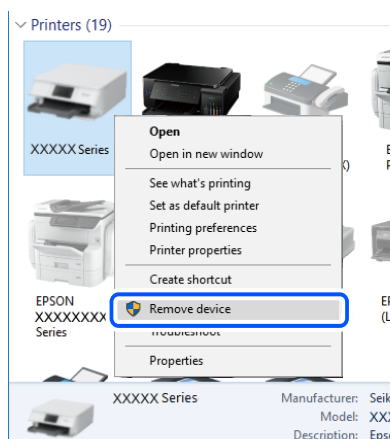 Printers (19)
XXXXX Series
Open
Open in new window
See what's printing
Set as default printer
Printing preferences
Printer properties
Create shortcut
Remove device
Troubleshoot
Properties
EPSON
XXXXXXXX
Series
XXXXX Series
Manufacturer:
Model:
Description: